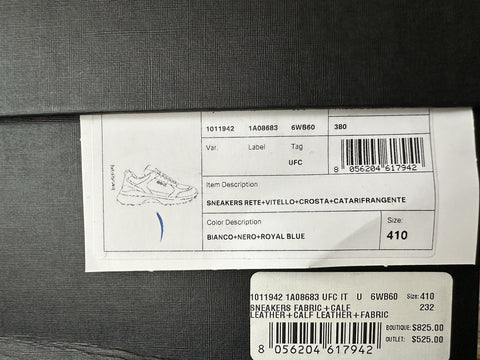 1011942 1A08683 6WB60 380
Var. Label Tag
UFC
8 056204 617942
Item Description
SNEAKERS RETE+VITELLO+CROSTA+CATARIFRANGENTE
Color Description Size:
BIANCO+NERO+ROYAL BLUE 410
1011942 1A08683 UFC IT U 6WB60 Size: 410
SNEAKERS FABRIC+CALF 232
LEATHER+CALF LEATHER+FABRIC
BOUTIQUE: $825.00
OUTLET: $525.00
8 056204 617942